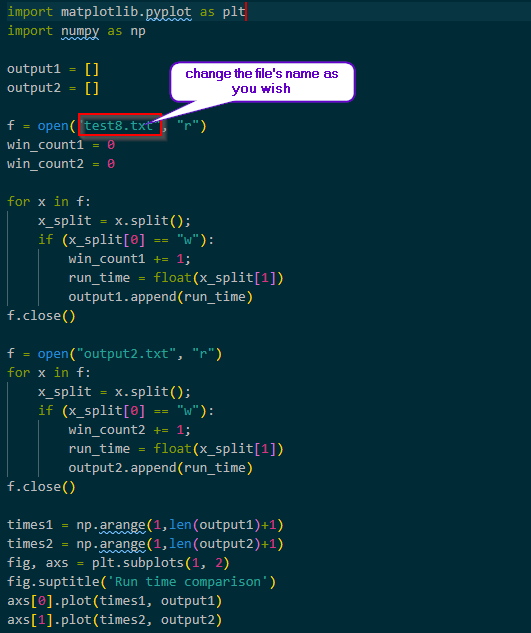 import matplotlib.pyplot as plt
import numpy as np
output1 = []
output2 = []
change the file's name as
you wish
f = open("test8.txt", "r")
win_count1 = 0
win_count2 = 0
for x in f:
x_split = x.split();
if (x_split[0] == "w"):
win_count1 += 1;
run_time = float(x_split[1])
output1.append(run_time)
f.close()
f = open("output2.txt", "r")
for x in f:
x_split = x.split();
if (x_split[0] == "w"):
win_count2 += 1;
run_time = float(x_split[1])
output2.append(run_time)
f.close()
times1 = np.arange(1,len(output1)+1)
times2 = np.arange(1,len(output2)+1)
fig, axs = plt.subplots(1, 2)
fig.suptitle('Run time comparison')
axs[0].plot(times1, output1)
axs[1].plot(times2, output2)